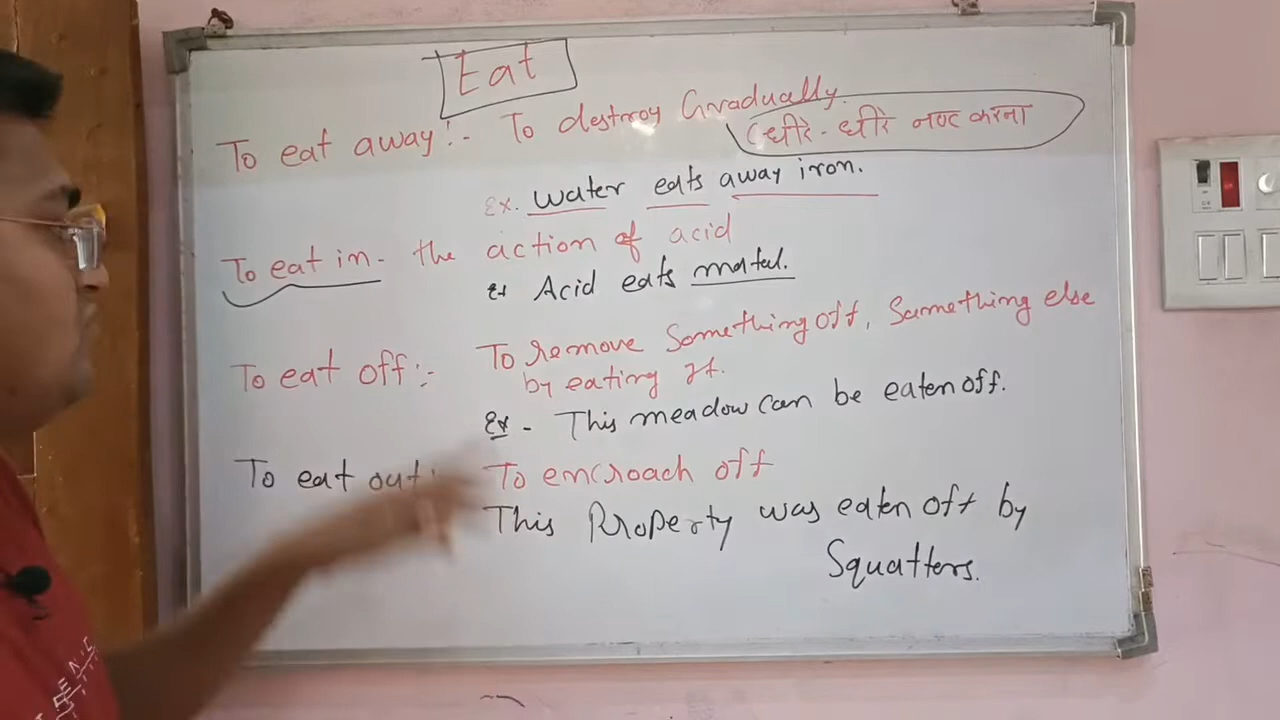 Eat
To eat away :- To destroy Gradually.
(धीरे - धीरे नष्ट करना
Ex. Water eats away iron.
To eat in - the action of acid
Ex Acid eats matal.
To eat off :- To remove Something off, Something else
by eating It.
Ex - This meadow can be eaten off.
To eat out : To encroach off
This Property was eaten off by
Squatters.